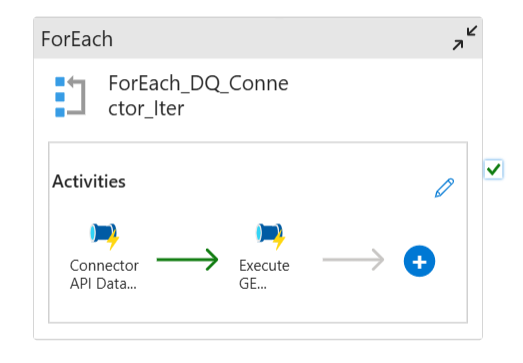 ForEach
ForEach_DQ_Conne
ctor_Iter
Activities
Connector
API Data...
Execute
GE...